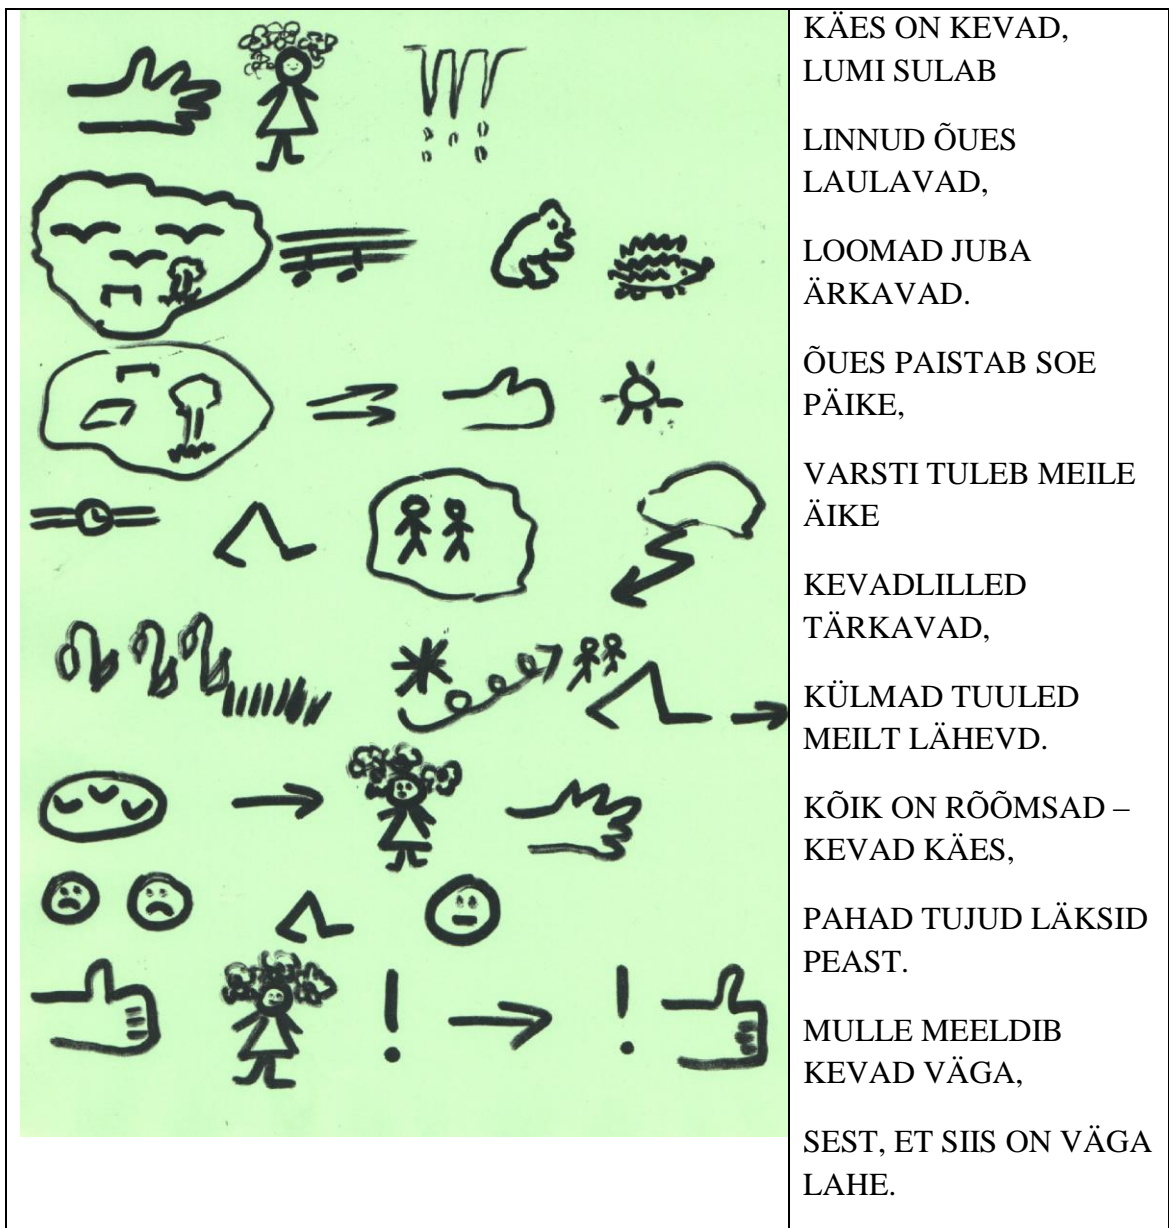 KÄES ON KEVAD,
LUMI SULAB
LINNUD ÕUES
LAULAVAD,
LOOMAD JUBA
ÄRKAVAD.
ÕUES PAISTAB SOE
PÄIKE,
VARSTI TULEB MEILE
ÄIKE
KEVADLILLED
TÄRKAVAD,
KÜLMAD TUULED
MEILT LÄHEVD.
KÕIK ON RÕÕMSAD –
KEVAD KÄES,
PAHAD TUJUD LÄKSID
PEAST.
MULLE MEELDIB
KEVAD VÄGA,
SEST, ET SIIS ON VÄGA
LAHE.